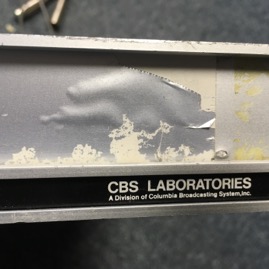 CBS LABORATORIES
A Division of Columbia Broadcasting System, Inc.